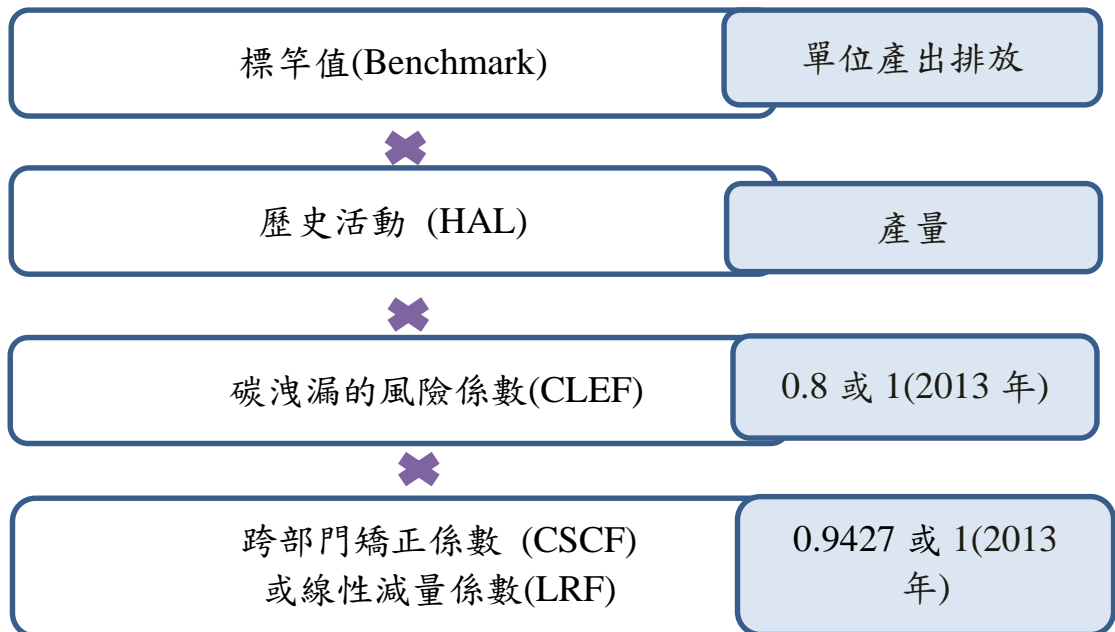 標竿值(Benchmark)
單位產出排放
歷史活動 (HAL)
產量
碳洩漏的風險係數(CLEF)
0.8 或 1(2013 年)
跨部門矯正係數 (CSCF)
或線性減量係數(LRF)
0.9427 或 1(2013
年)